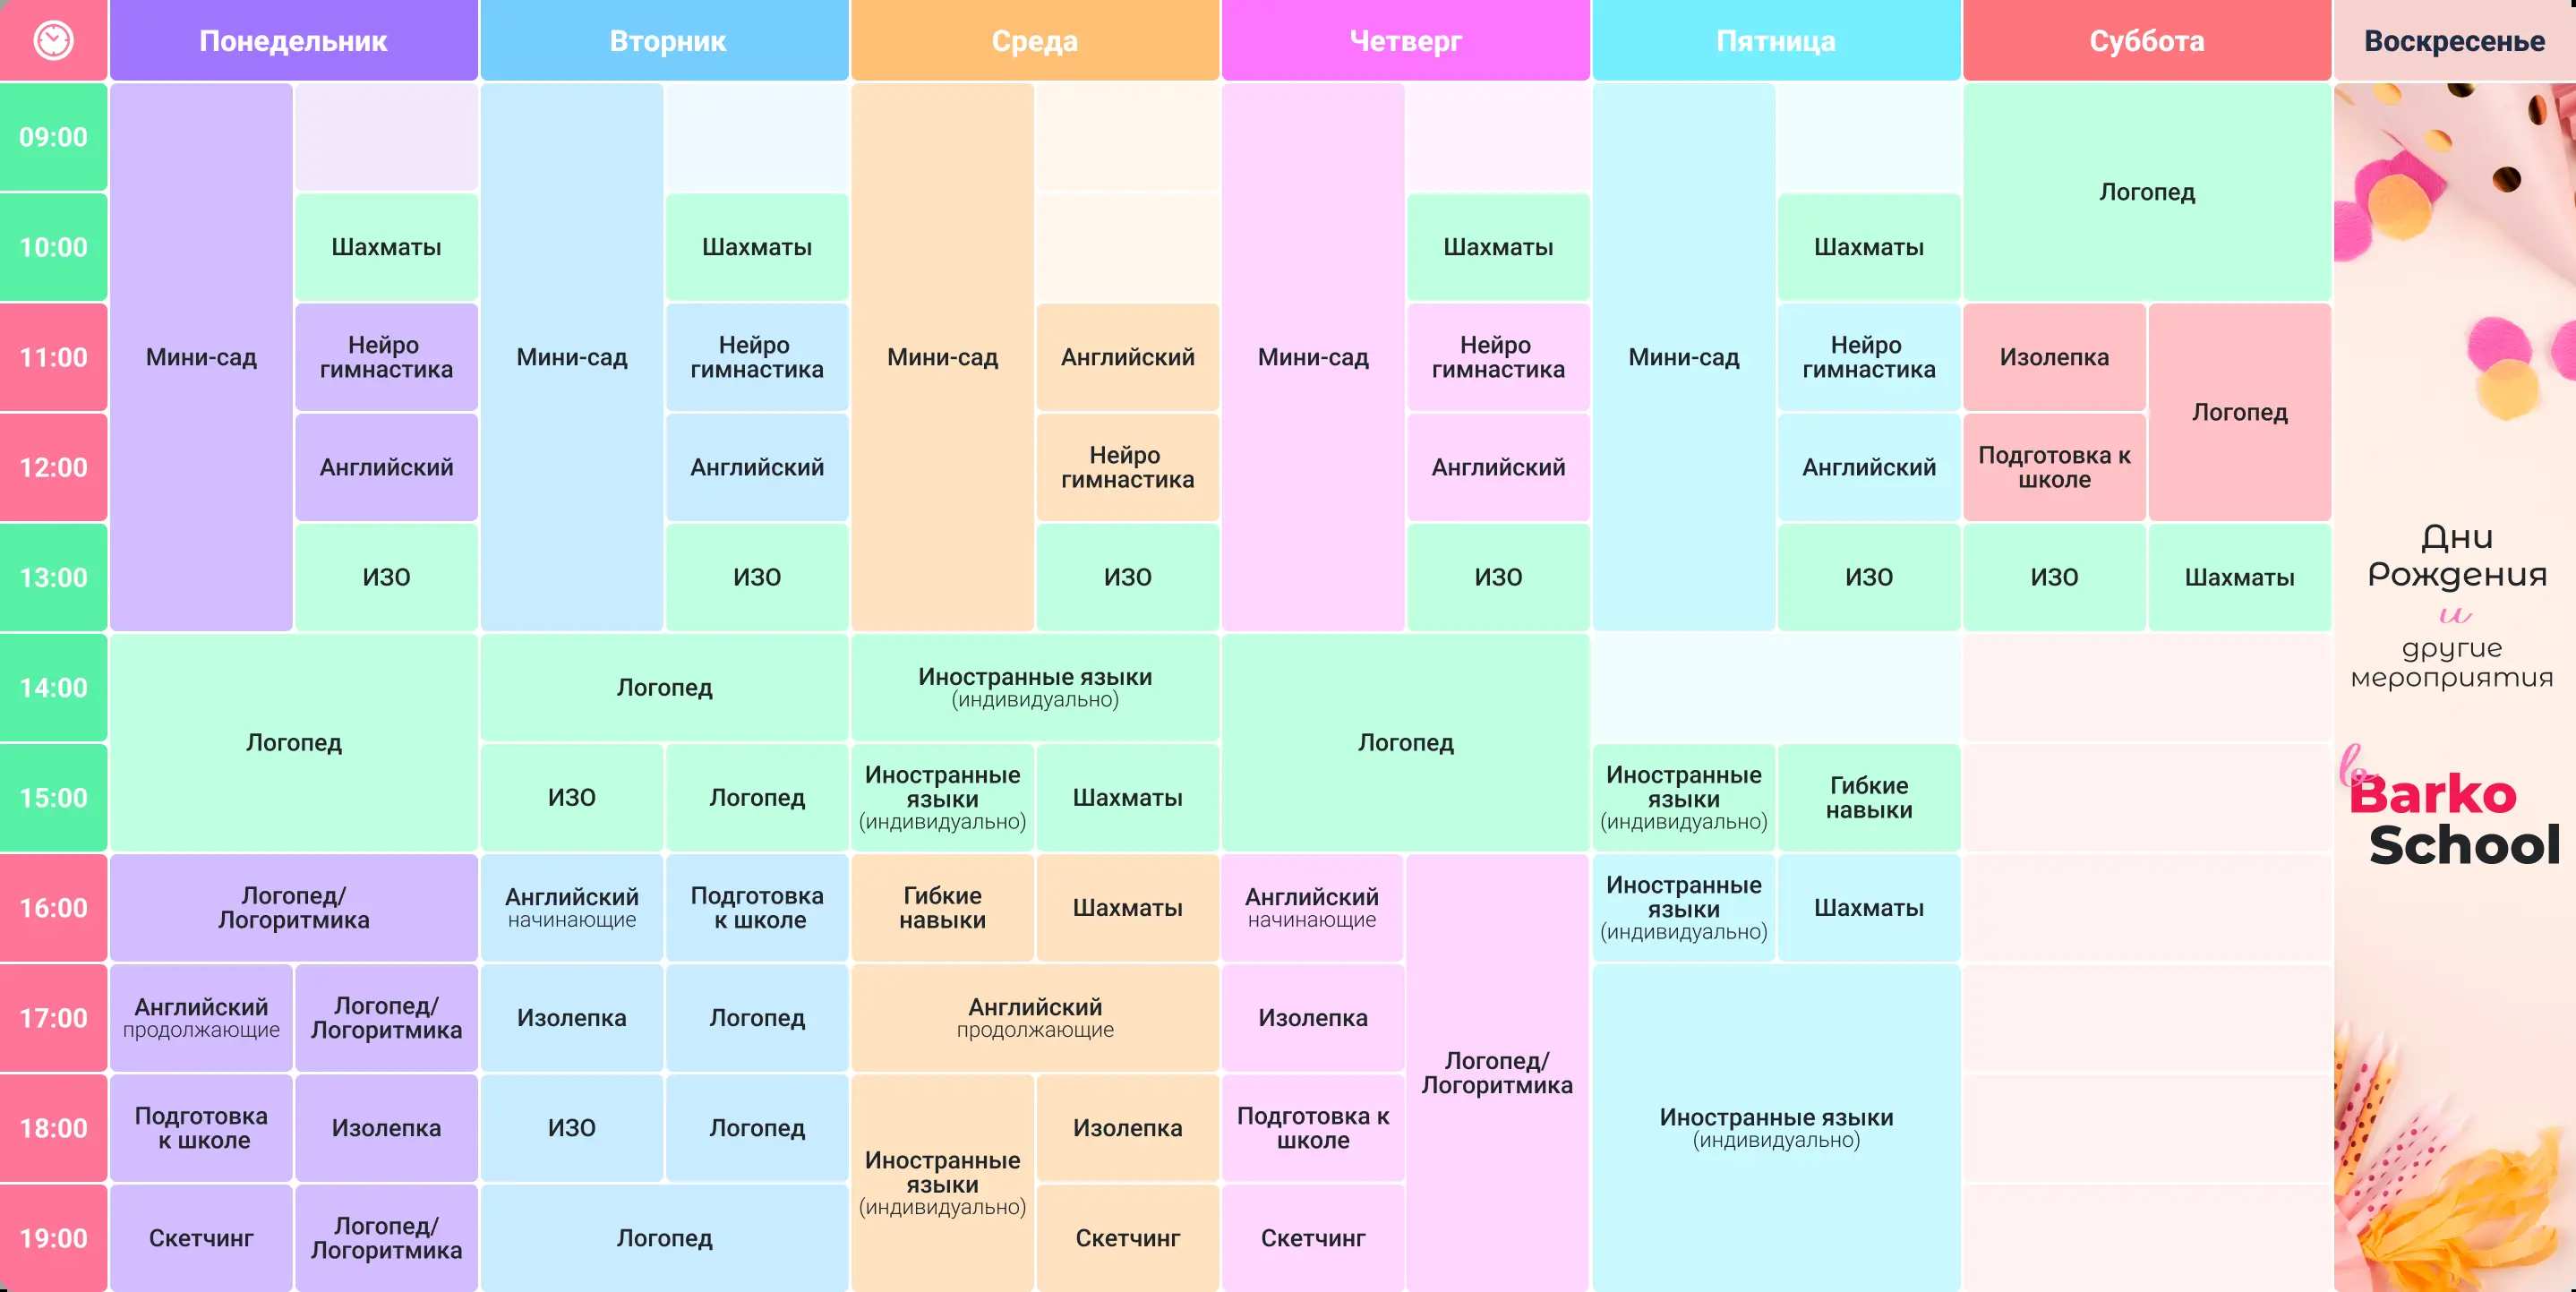 Понедельник
Вторник
Среда
Четверг
Пятница
Суббота
Воскресенье
09:00
Логопед
10:00
Шахматы
Шахматы
Шахматы
Шахматы
11:00
Мини-сад
Нейро
гимнастика
Мини-сад
Нейро
гимнастика
Мини-сад
Английский
Мини-сад
Нейро
гимнастика
Мини-сад
Нейро
гимнастика
Изолепка
Логопед
12:00
Английский
Английский
Нейро
гимнастика
Английский
Английский
Подготовка к
школе
13:00
ИЗО
ИЗО
ИЗО
ИЗО
ИЗО
ИЗО
Шахматы
14:00
Логопед
Логопед
Иностранные языки
(индивидуально)
Логопед
15:00
ИЗО
Логопед
Иностранные
языки
(индивидуально)
Шахматы
Иностранные
языки
(индивидуально)
Гибкие
навыки
16:00
Логопед/
Логоритмика
Английский
начинающие
Подготовка
к школе
Гибкие
навыки
Шахматы
Английский
начинающие
Логопед/
Логоритмика
Иностранные
языки
(индивидуально)
Шахматы
17:00
Английский
продолжающие
Логопед/
Логоритмика
Изолепка
Логопед
Английский
продолжающие
Изолепка
Иностранные языки
(индивидуально)
18:00
Подготовка
к школе
Изолепка
ИЗО
Логопед
Иностранные
языки
(индивидуально)
Изолепка
Подготовка к
школе
19:00
Скетчинг
Логопед/
Логоритмика
Логопед
Скетчинг
Скетчинг
Дни
Рождения
и
другие
мероприятия
в
Barko
School